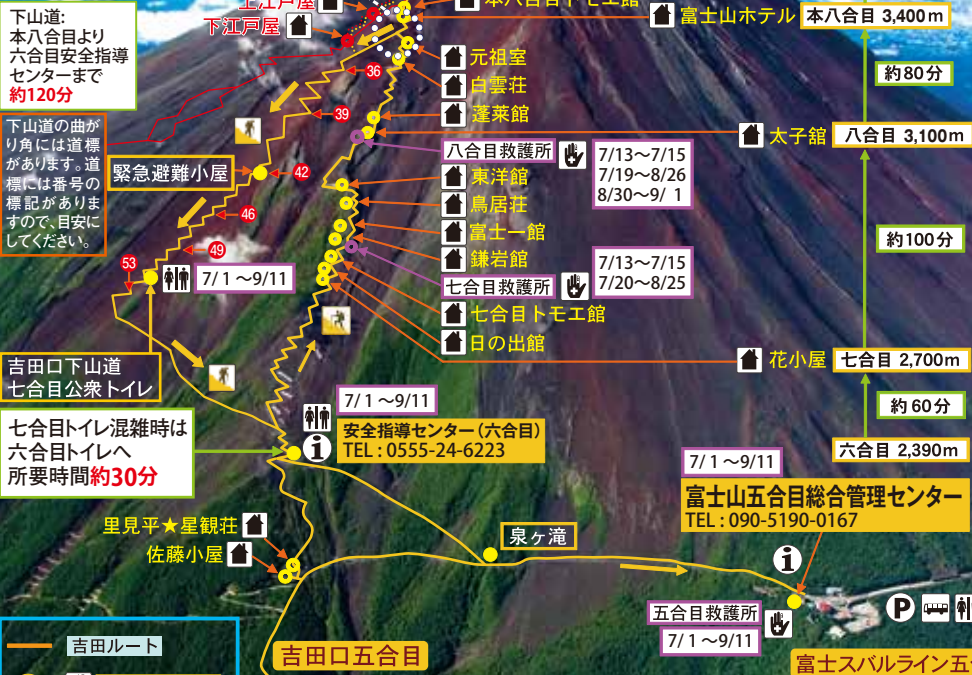 上江戸屋
下江戸屋
本八合目トモエ館
富士山ホテル
本八合目 3,400m
下山道:
本八合目より
六合目安全指導
センターまで
約120分
元祖室
36
白雲荘
約80分
39
蓬莱館
下山道の曲が
り角には道標
があります。道
標には番号の
標記がありま
すので、目安に
してください。
太子舘
八合目 3,100m
八合目救護所
7/13～7/15
7/19～8/26
8/30～9/ 1
緊急避難小屋
42
東洋館
鳥居荘
46
富士一館
約100分
49
鎌岩館
53
7/ 1 ～9/11
七合目救護所
7/13～7/15
7/20～8/25
七合目トモエ館
日の出館
花小屋
七合目 2,700m
吉田口下山道
七合目公衆トイレ
約 60分
7/ 1 ～9/11
七合目トイレ混雑時は
六合目トイレへ
所要時間約30分
安全指導センター（六合目）
TEL : 0555-24-6223
六合目 2,390m
7/ 1 ～9/11
富士山五合目総合管理センター
TEL : 090-5190-0167
里見平★星観荘
佐藤小屋
泉ヶ滝
五合目救護所
7/ 1 ～9/11
P
吉田ルート
吉田口五合目
富士スバルライン五